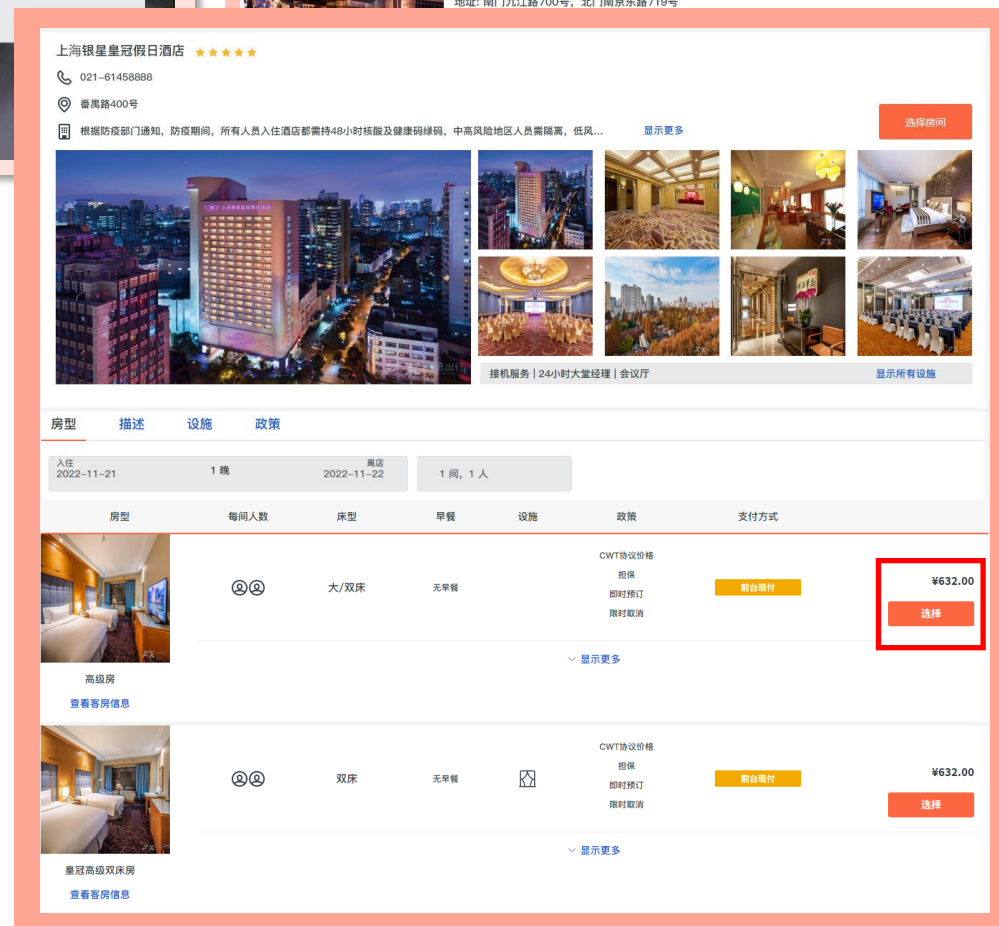 地址: 南门九江路700号，北门南京东路719号
上海银星皇冠假日酒店
021-61458888
番禺路400号
根据防疫部门通知，防疫期间，所有人员入住酒店都需持48小时核酸及健康码绿码，中高风险地区人员需隔离，低风... 显示更多
选择房间
接机服务 | 24小时大堂经理 | 会议厅 显示所有设施
房型 描述 设施 政策
入住 离店
2022-11-21 1 晚 2022-11-22 1 间，1 人
房型 每间人数 床型 早餐 设施 政策 支付方式
CWT协议价格
担保
大/双床 无早餐 即时预订 前台现付 ¥632.00
限时取消 选择
显示更多
高级房
查看客房信息
CWT协议价格
担保
双床 无早餐 即时预订 前台现付 ¥632.00
限时取消 选择
显示更多
皇冠高级双床房
查看客房信息